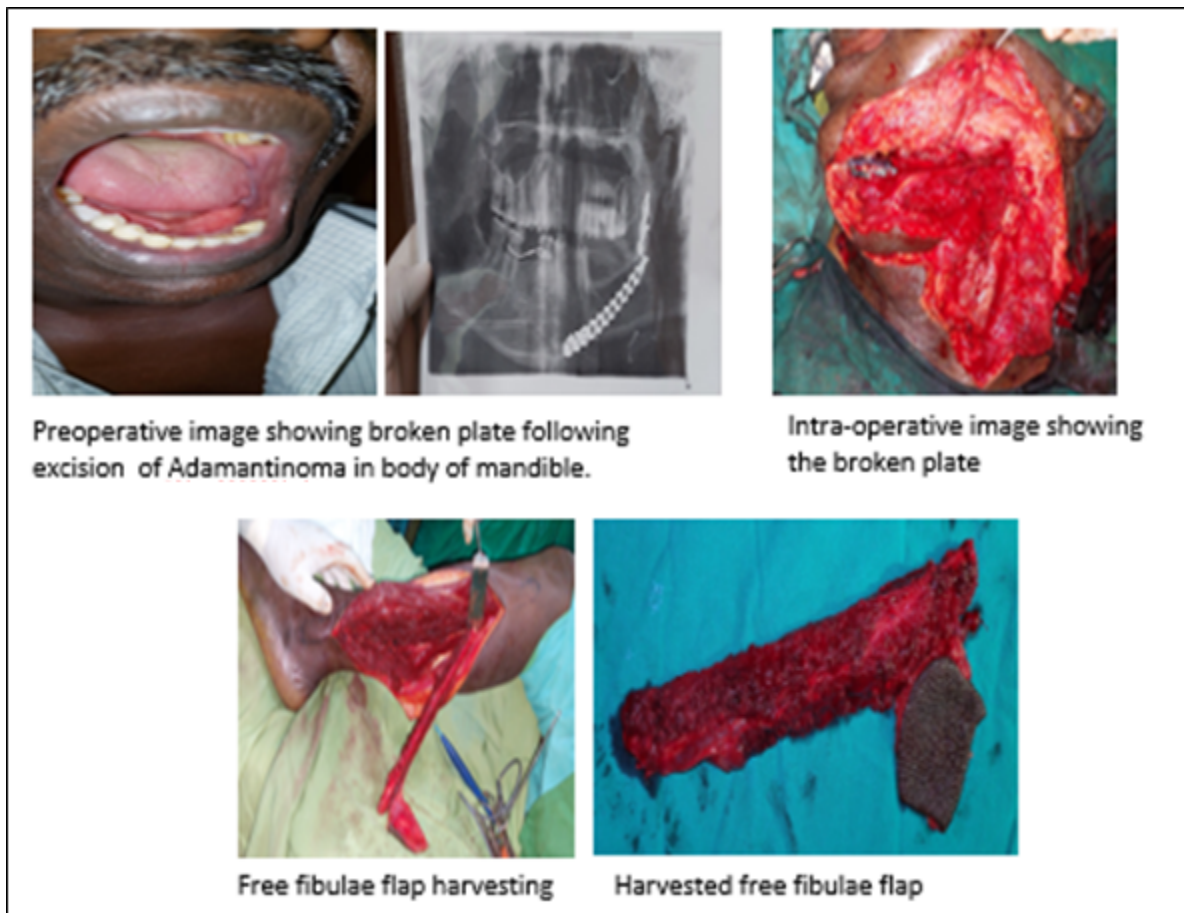 Preoperative image showing broken plate following
excision of Adamantinoma in body of mandible.
Intra-operative image showing
the broken plate
Free fibulae flap harvesting
Harvested free fibulae flap